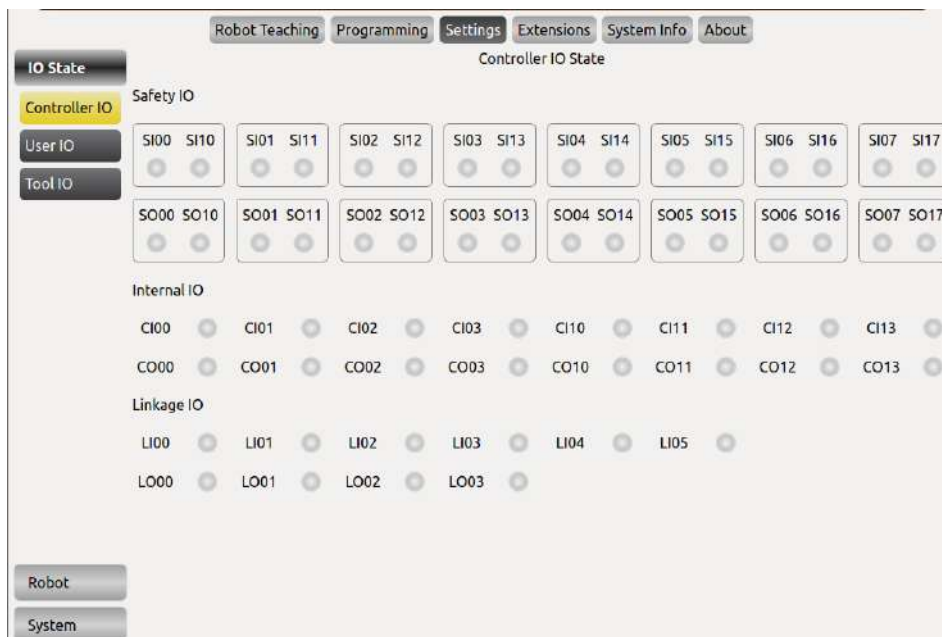 Robot Teaching Programming Settings Extensions System Info About
Controller IO State
IO State
Controller IO
User IO
Tool IO
Safety IO
SI00 SI10 SI01 SI11 SI02 SI12 SI03 SI13 SI04 SI14 SI05 SI15 SI06 SI16 SI07 SI17
SO00 SO10 SO01 SO11 SO02 SO12 SO03 SO13 SO04 SO14 SO05 SO15 SO06 SO16 SO07 SO17
Internal IO
CI00 CI01 CI02 CI03 CI10 CI11 CI12 CI13
CO00 CO01 CO02 CO03 CO10 CO11 CO12 CO13
Linkage IO
LI00 LI01 LI02 LI03 LI04 LI05
LO00 LO01 LO02 LO03
Robot
System